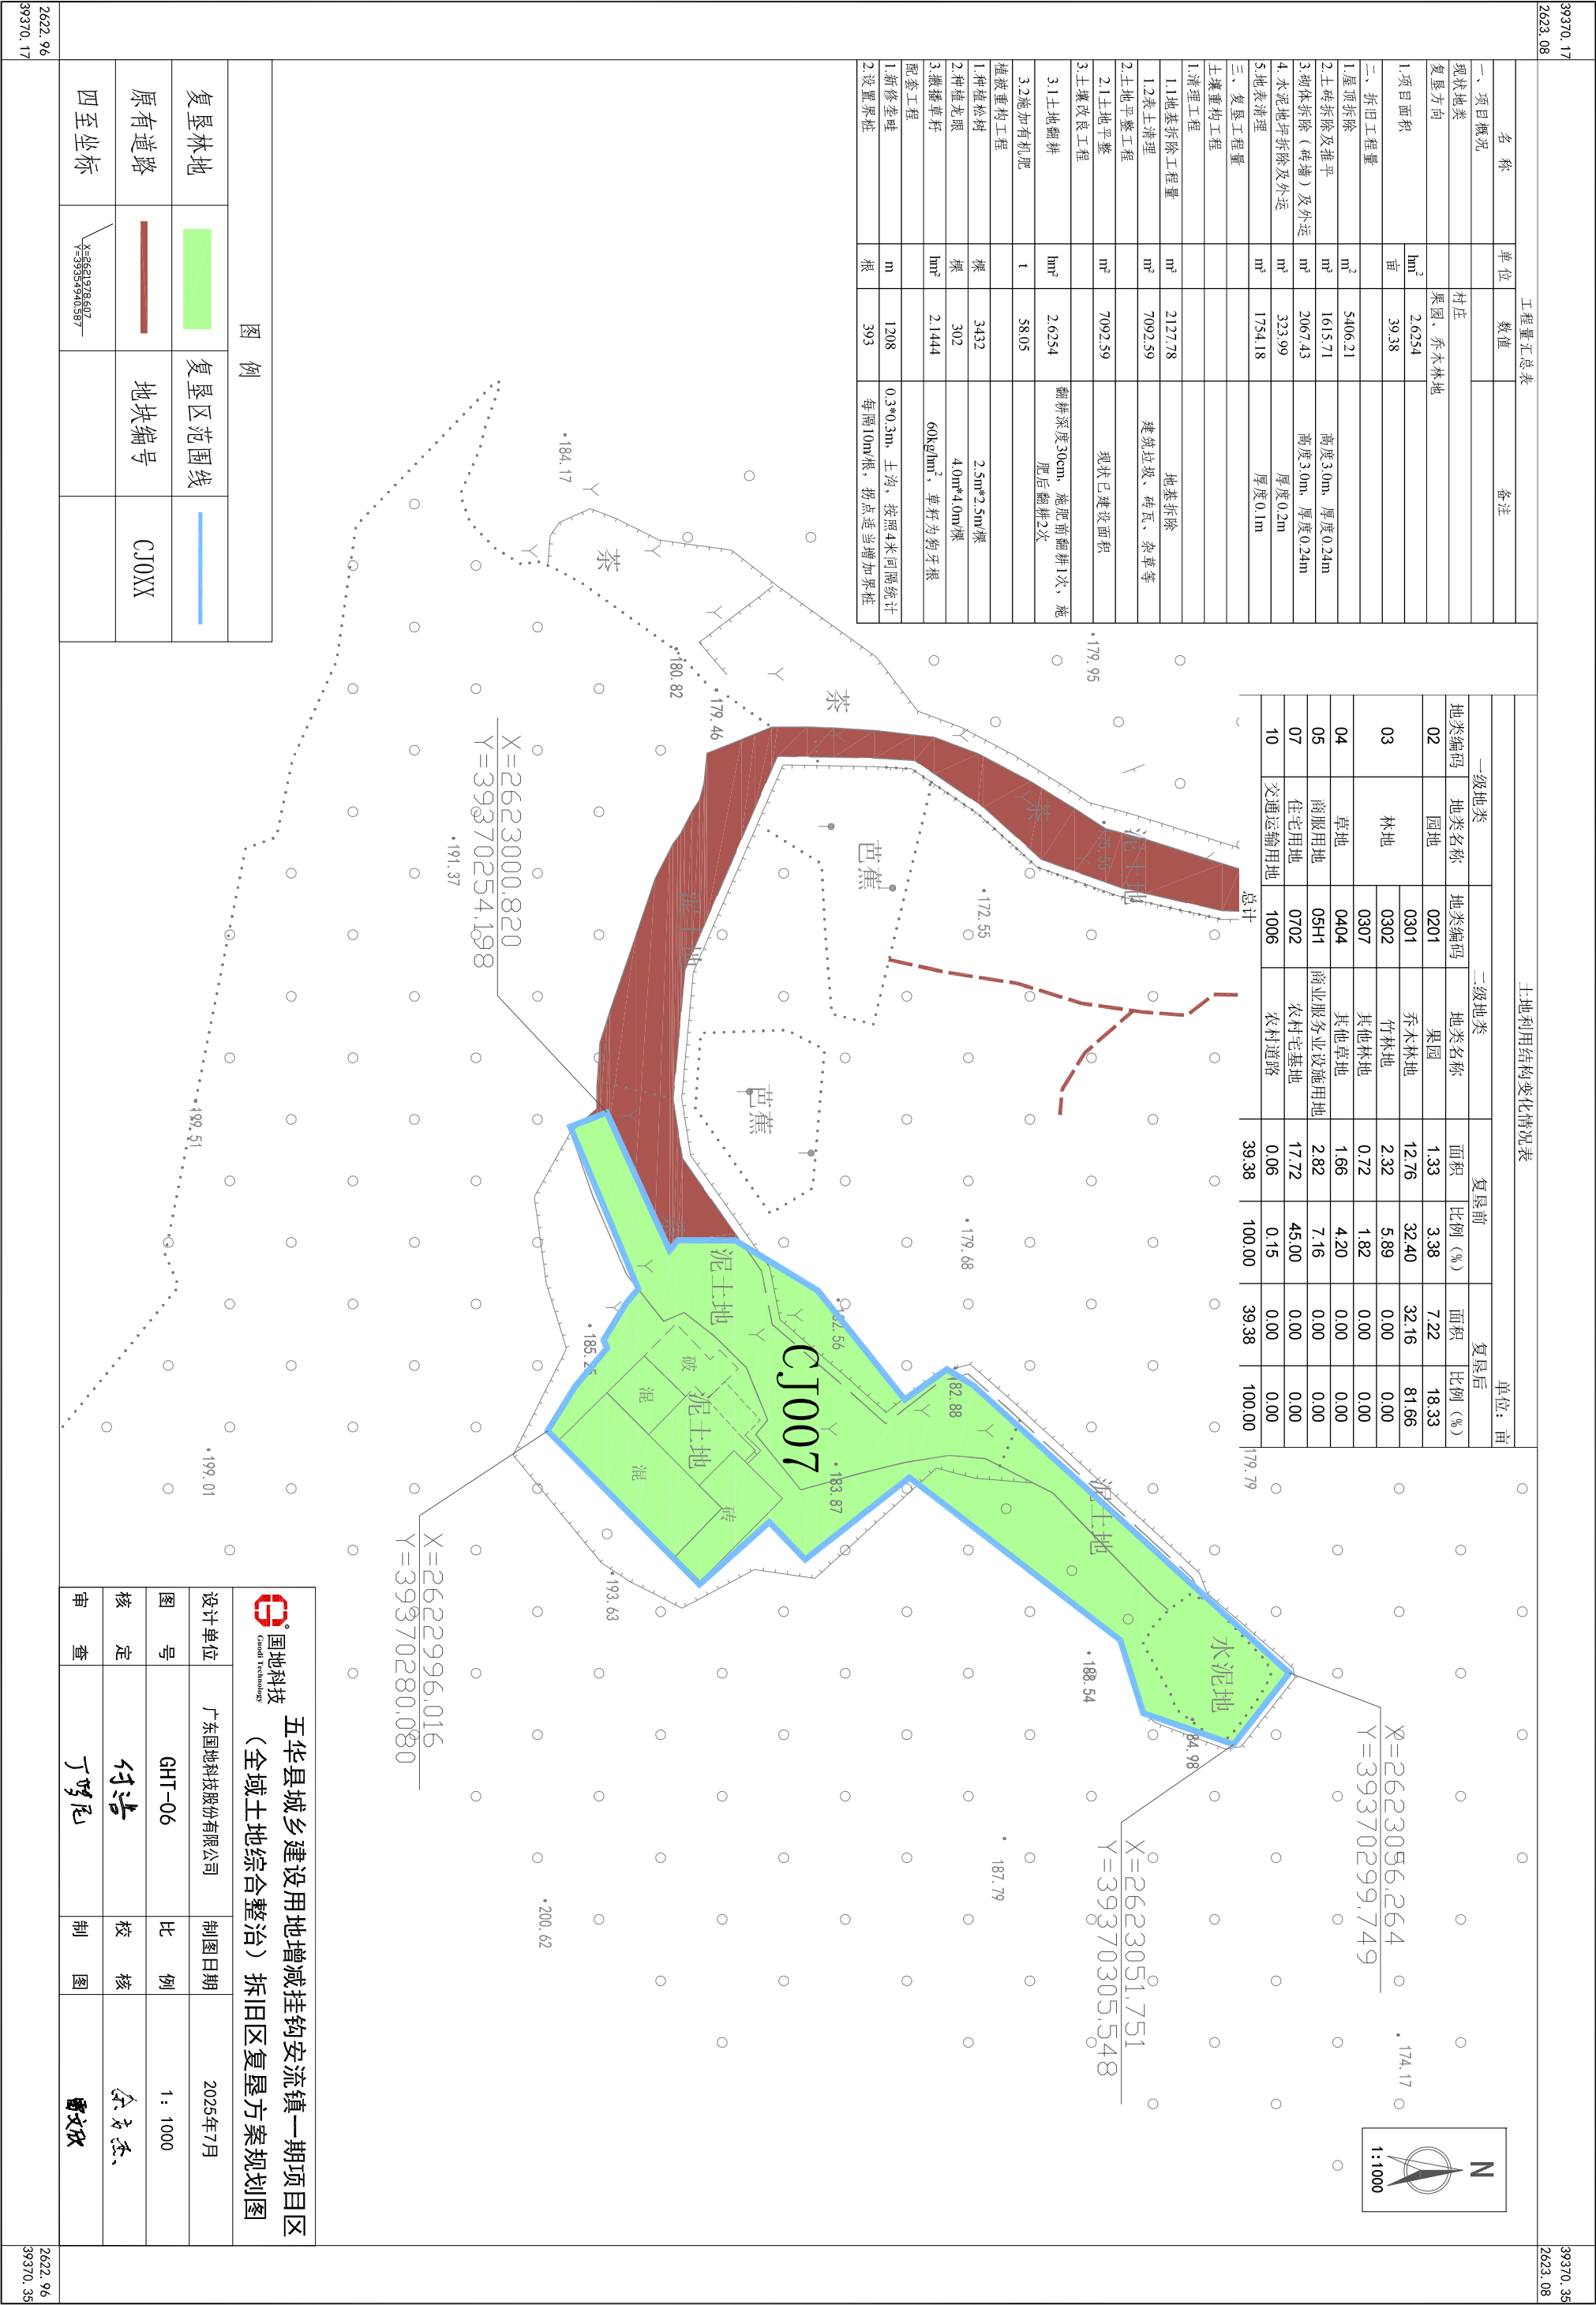 39370.17
2623.08
39370.35
2623.08
工程量汇总表
名 称 单位 数值 备注
一、项目概况
现状地类 村庄
复垦方向 果园、乔木林地
1.项目面积 hm² 2.6254
亩 39.38
二、拆旧工程量
1.屋顶拆除 m² 5406.21
2.土砖拆除及推平 m³ 1615.71 高度3.0m,厚度0.24m
3.砌体拆除(砖墙)及外运 m³ 2067.43 高度3.0m,厚度0.24m
4.水泥地坪拆除及外运 m³ 323.99 厚度0.2m
5.地表清理 m³ 1754.18 厚度0.1m
三、复垦工程量
土壤重构工程
1.清理工程
1.1地基拆除工程量 m³ 2127.78 地基拆除
1.2表土清理 m² 7092.59 建筑垃圾、砖瓦、杂草等
2.土地平整工程
2.1土地平整 m² 7092.59 现状已建设面积
3.土壤改良工程
3.1土地翻耕 hm² 2.6254 翻耕深度30cm,施肥前翻耕1次,施
肥后翻耕2次
3.2施加有机肥 t 58.05
植被重构工程
1.种植松树 棵 3432 2.5m*2.5m/棵
2.种植龙眼 棵 302 4.0m*4.0m/棵
3.撒播草籽 hm² 2.1444 60kg/hm²,草籽为狗牙根
配套工程
1.新修垄畦 m 1208 0.3*0.3m,土沟,按照4米间隔统计
2.设置界桩 根 393 每隔10m/根,拐点适当增加界桩
土地利用结构变化情况表
单位:亩
一级地类 二级地类 复垦前 复垦后
地类编码 地类名称 地类编码 地类名称 面积 比例(%) 面积 比例(%)
02 园地 0201 果园 1.33 3.38 7.22 18.33
03 林地 0301 乔木林地 12.76 32.40 32.16 81.66
0302 竹林地 2.32 5.89 0.00 0.00
0307 其他林地 0.72 1.82 0.00 0.00
04 草地 0404 其他草地 1.66 4.20 0.00 0.00
05 商服用地 05H1 商业服务业设施用地 2.82 7.16 0.00 0.00
07 住宅用地 0702 农村宅基地 17.72 45.00 0.00 0.00
10 交通运输用地 1006 农村道路 0.06 0.15 0.00 0.00
总计 39.38 100.00 39.38 100.00
N
1:1000
174.17
179.79
X=2623056.264
Y=39370299.749
水泥地
84.98
泥土地
泥土地
茶
179.95
188.54
X=2623051.751
Y=39370305.548
172.55
179.68
182.88
187.79
芭蕉
茶
183.87
CJ007
芭蕉
179.46
180.82
泥土地
泥土地
泥土地
破
混
混
砖
茶
茶
184.17
185.2
193.63
200.62
X=2623000.820
Y=39370254.198
191.37
X=2622996.016
Y=39370280.080
199.51
199.01
图 例
复垦林地 复垦区范围线
原有道路 地块编号 CJ0XX
四至坐标 X=2621978.607
Y=39354940.587
国地科技
Guodi Technology
五华县城乡建设用地增减挂钩安流镇一期项目区
(全域土地综合整治)拆旧区复垦方案规划图
设计单位 广东国地科技股份有限公司 制图日期 2025年7月
图 号 GHT-06 比 例 1:1000
核 定 校 核
审 查 制 图
2622.96
39370.17
2622.96
39370.35